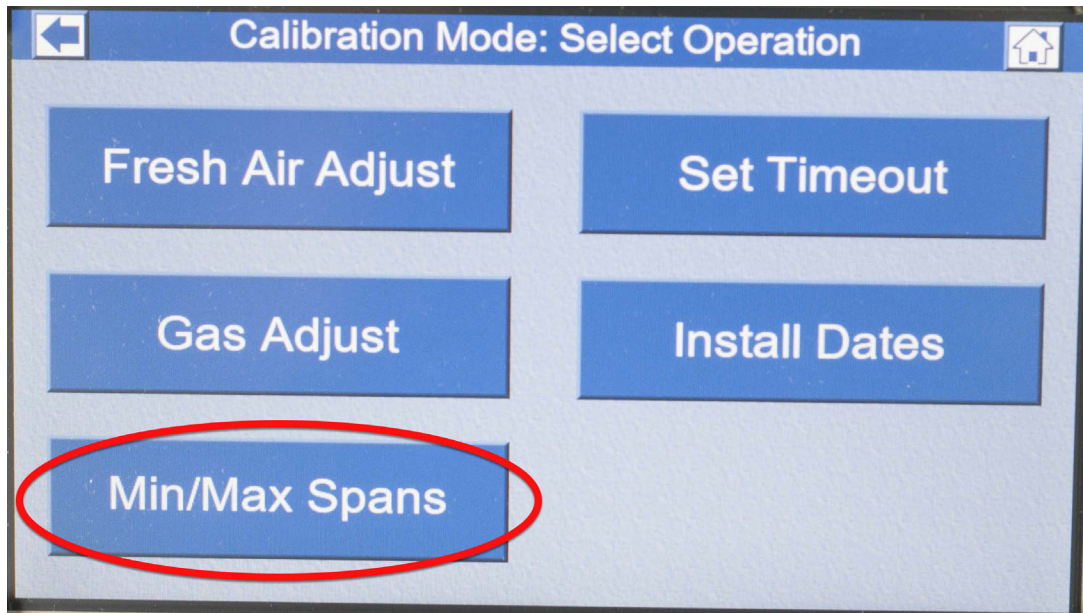 Calibration Mode: Select Operation
Fresh Air Adjust
Set Timeout
Gas Adjust
Install Dates
Min/Max Spans